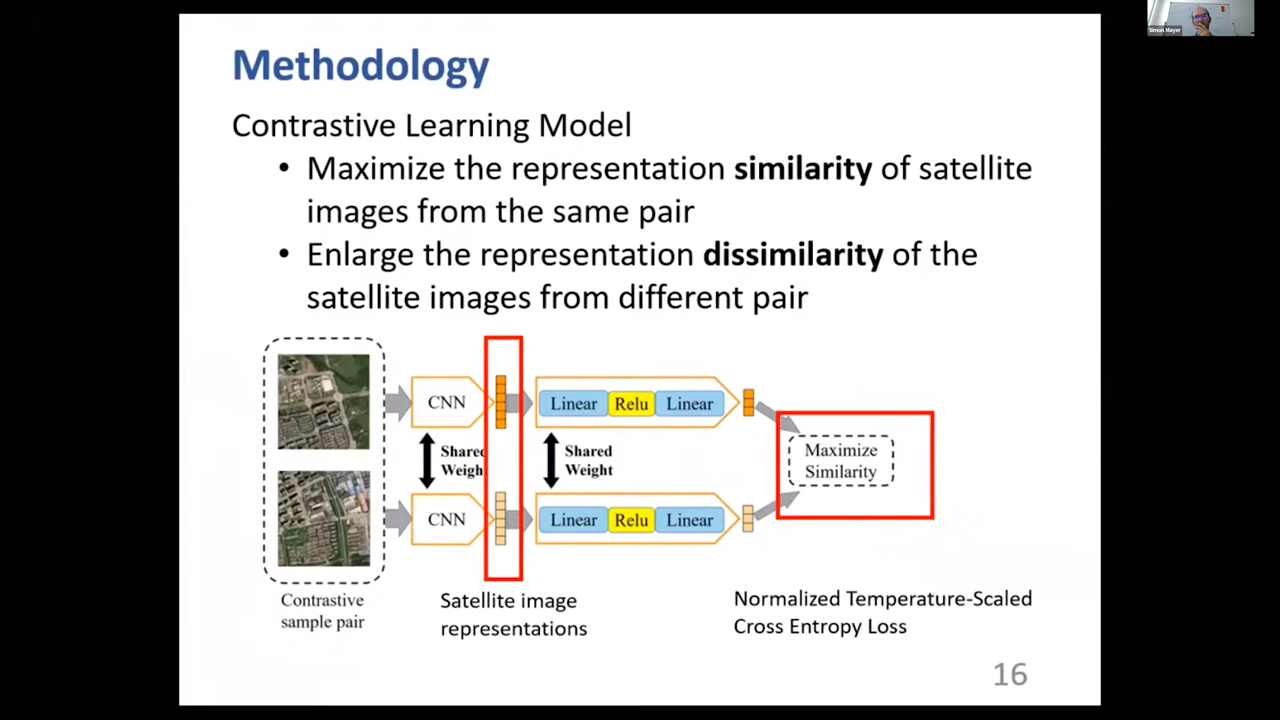 Simon Mayer
Methodology
Contrastive Learning Model
• Maximize the representation similarity of satellite
images from the same pair
• Enlarge the representation dissimilarity of the
satellite images from different pair
CNN
Linear Relu Linear
Shared
Weigh
Shared
Weight
Maximize
Similarity
CNN
Linear Relu Linear
Contrastive
sample pair
Satellite image
representations
Normalized Temperature-Scaled
Cross Entropy Loss
16